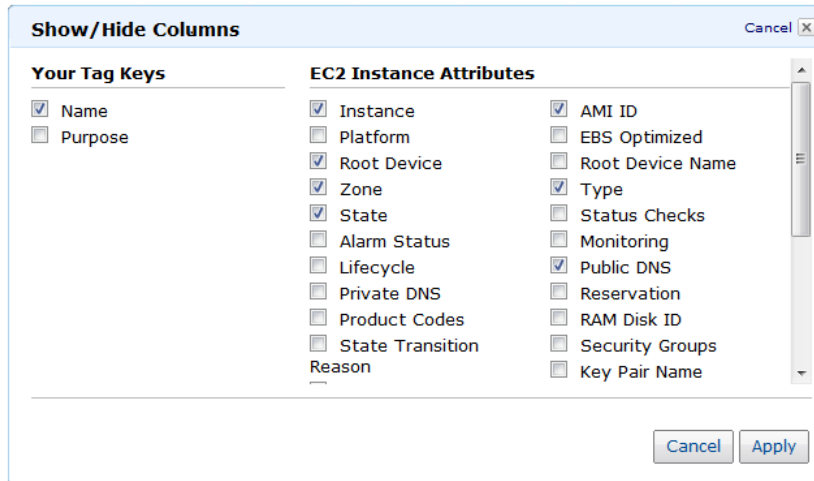 Show/Hide Columns
Cancel
Your Tag Keys
Name
Purpose
EC2 Instance Attributes
Instance
Platform
Root Device
Zone
State
Alarm Status
Lifecycle
Private DNS
Product Codes
State Transition
Reason
AMI ID
EBS Optimized
Root Device Name
Type
Status Checks
Monitoring
Public DNS
Reservation
RAM Disk ID
Security Groups
Key Pair Name
Cancel
Apply